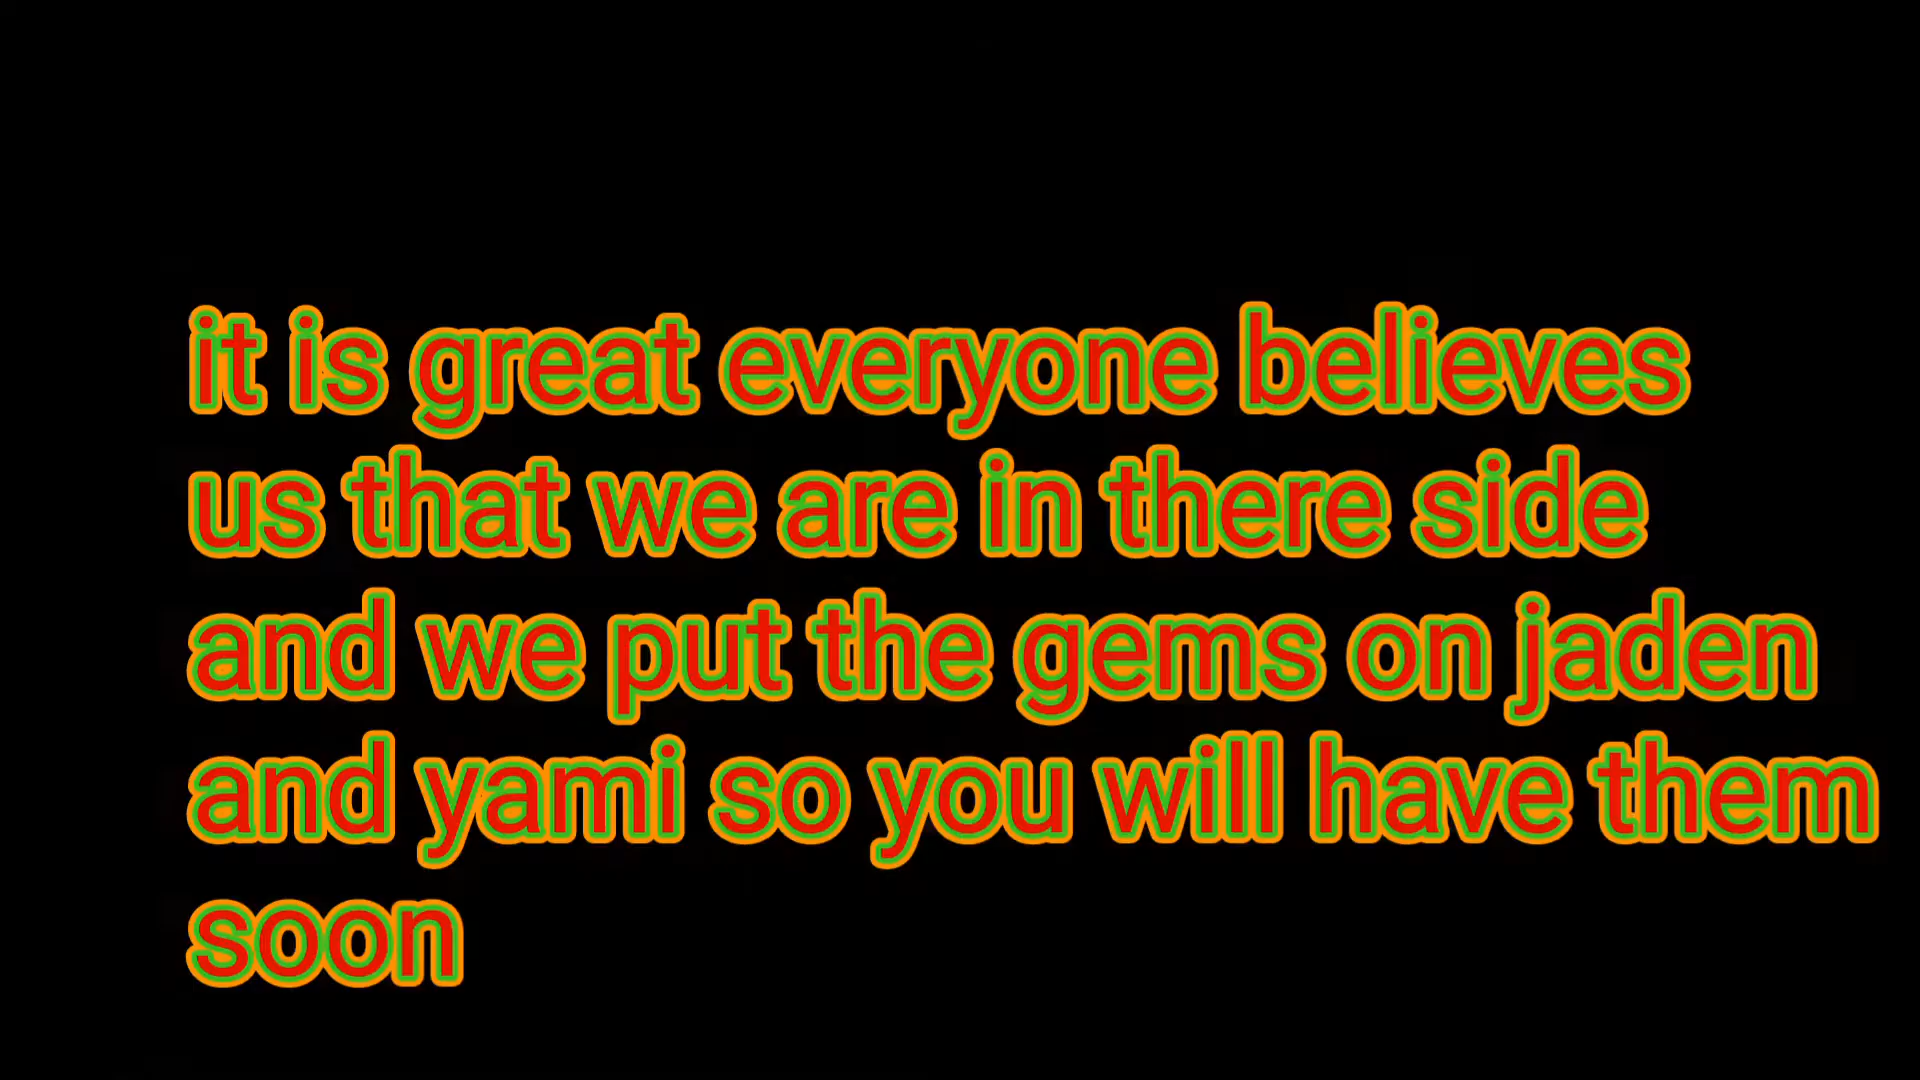 it is great everyone believes
us that we are in there side
and we put the gems on jaden
and yami so you will have them
soon